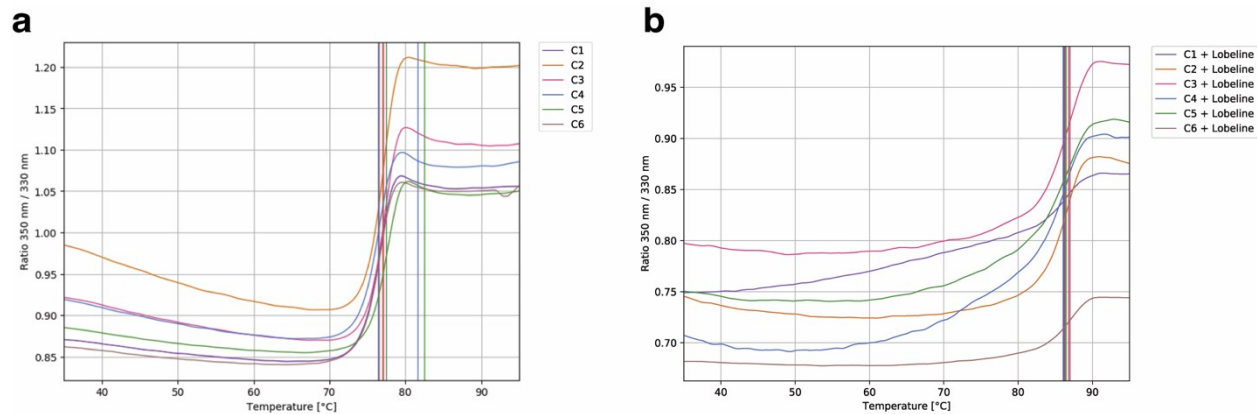 a
1.20
1.15
1.10
1.05
1.00
0.95
0.90
0.85
Ratio 350 nm / 330 nm
40 50 60 70 80 90
Temperature [°C]
C1
C2
C3
C4
C5
C6
b
0.95
0.90
0.85
0.80
0.75
0.70
Ratio 350 nm / 330 nm
40 50 60 70 80 90
Temperature [°C]
C1 + Lobeline
C2 + Lobeline
C3 + Lobeline
C4 + Lobeline
C5 + Lobeline
C6 + Lobeline